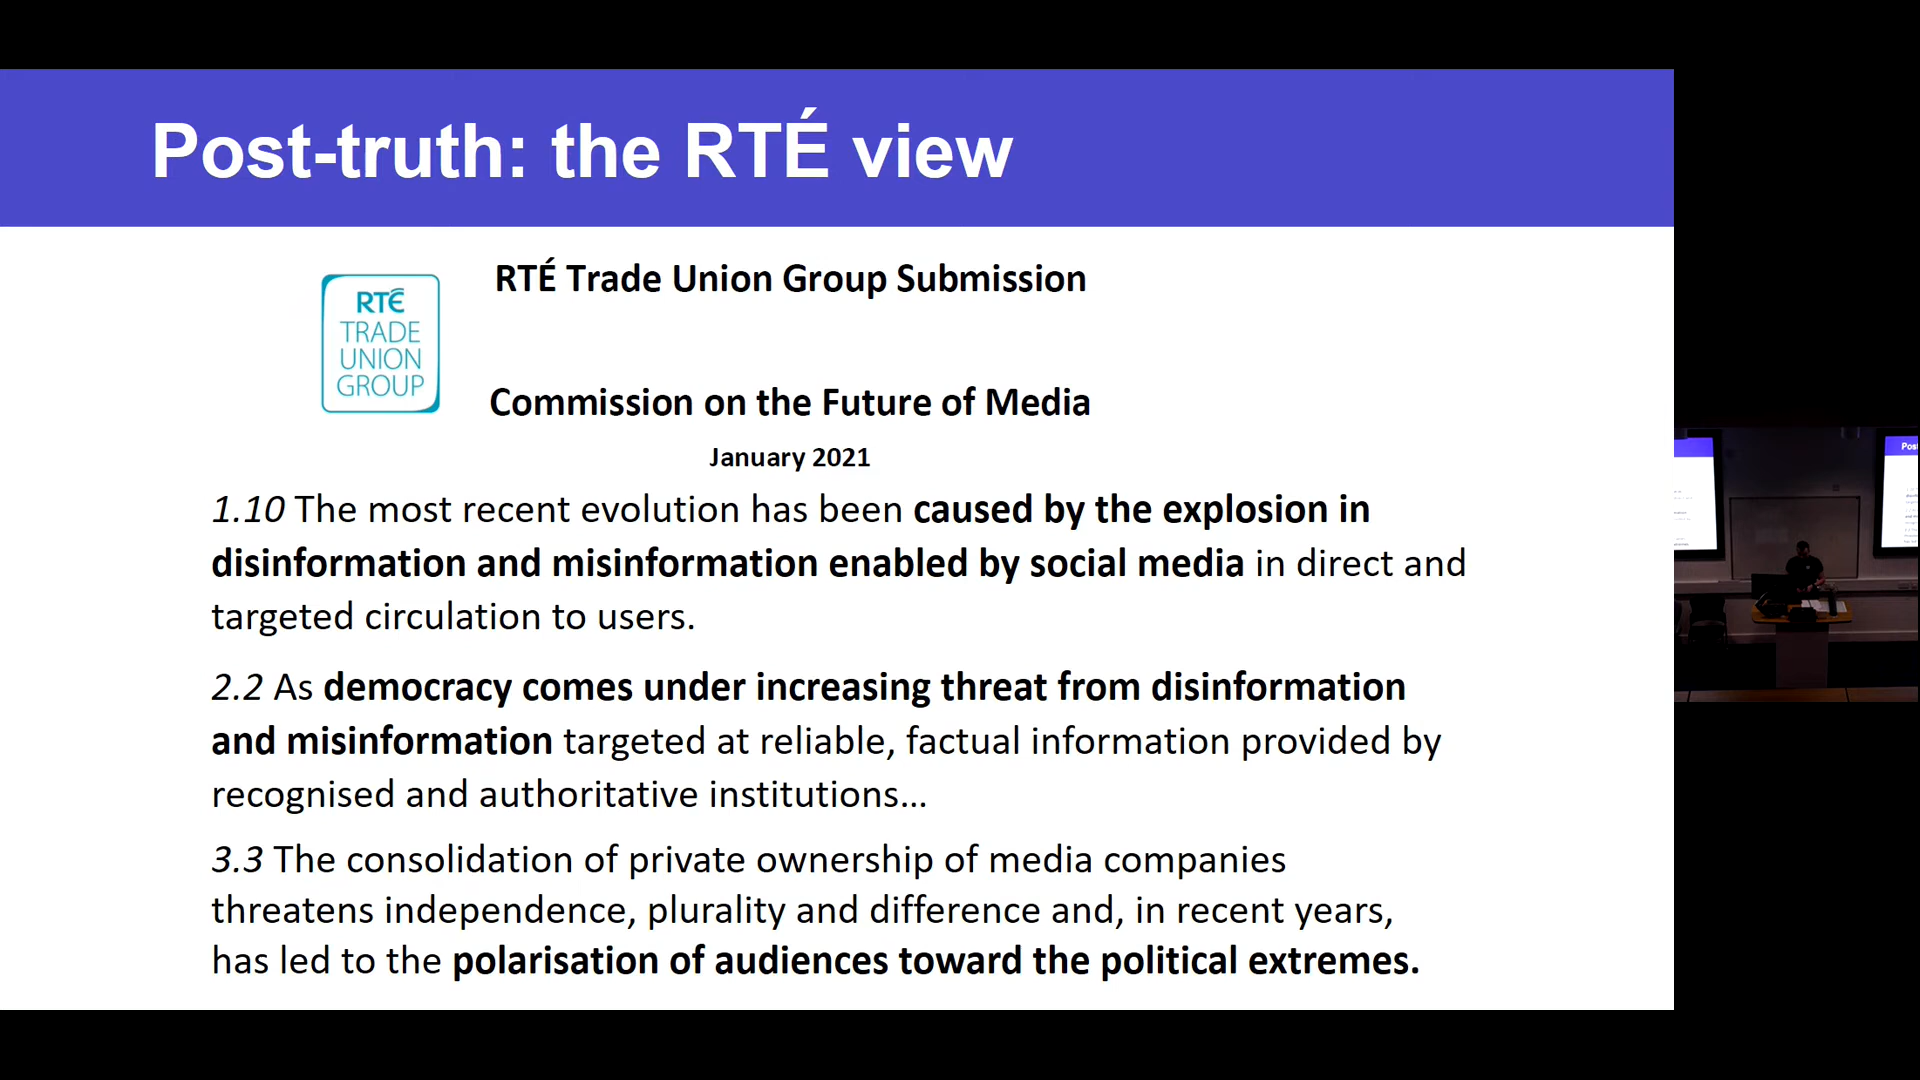 Post-truth: the RTÉ view
RTÉ Trade Union Group Submission
RTÉ
TRADE
UNION
GROUP
Commission on the Future of Media
January 2021
1.10 The most recent evolution has been caused by the explosion in
disinformation and misinformation enabled by social media in direct and
targeted circulation to users.
2.2 As democracy comes under increasing threat from disinformation
and misinformation targeted at reliable, factual information provided by
recognised and authoritative institutions...
3.3 The consolidation of private ownership of media companies
threatens independence, plurality and difference and, in recent years,
has led to the polarisation of audiences toward the political extremes.